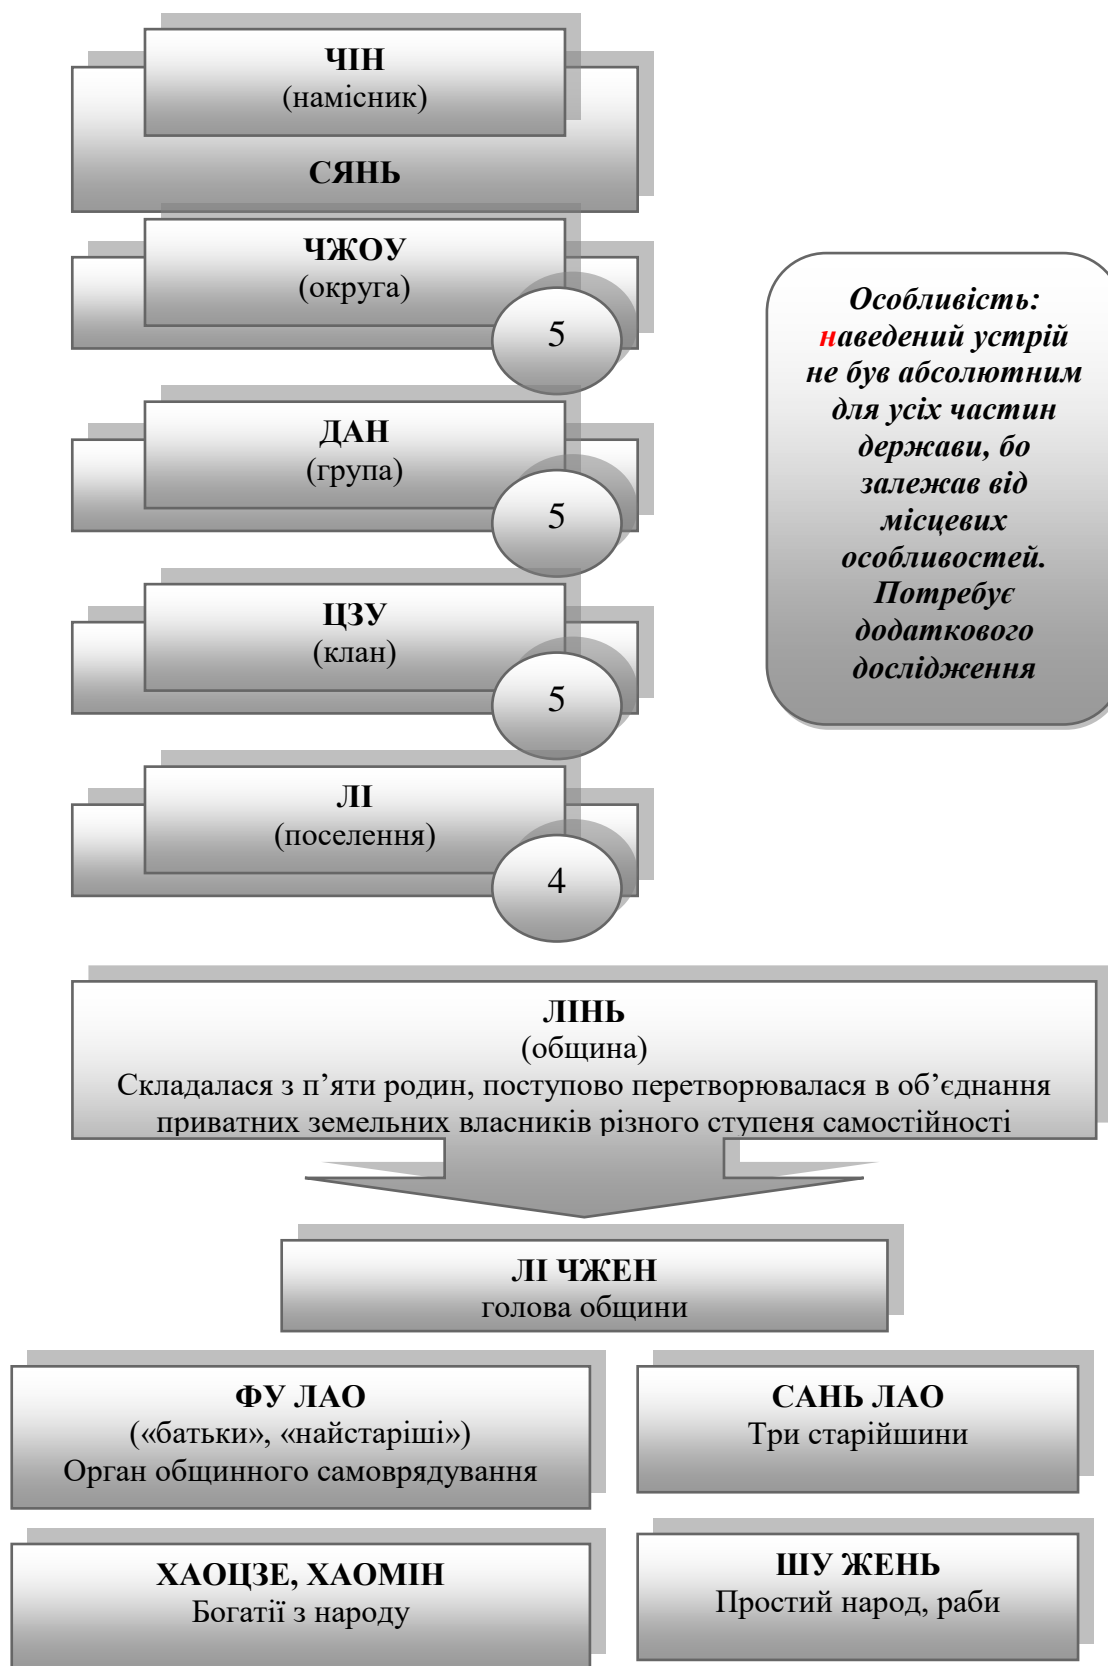 ЧІН
(намісник)
СЯНЬ
ЧЖОУ
(округа)
5
ДАН
(група)
5
ЦЗУ
(клан)
5
ЛІ
(поселення)
4
Особливість:
наведений устрій
не був абсолютним
для усіх частин
держави, бо
залежав від
місцевих
особливостей.
Потребує
додаткового
дослідження
ЛІНЬ
(община)
Складалася з п’яти родин, поступово перетворювалася в об’єднання
приватних земельних власників різного ступеня самостійності
ЛІ ЧЖЕН
голова общини
ФУ ЛАО
(«батьки», «найстаріші»)
Орган общинного самоврядування
САНЬ ЛАО
Три старійшини
ХАОЦЗЕ, ХАОМІН
Богатії з народу
ШУ ЖЕНЬ
Простий народ, раби